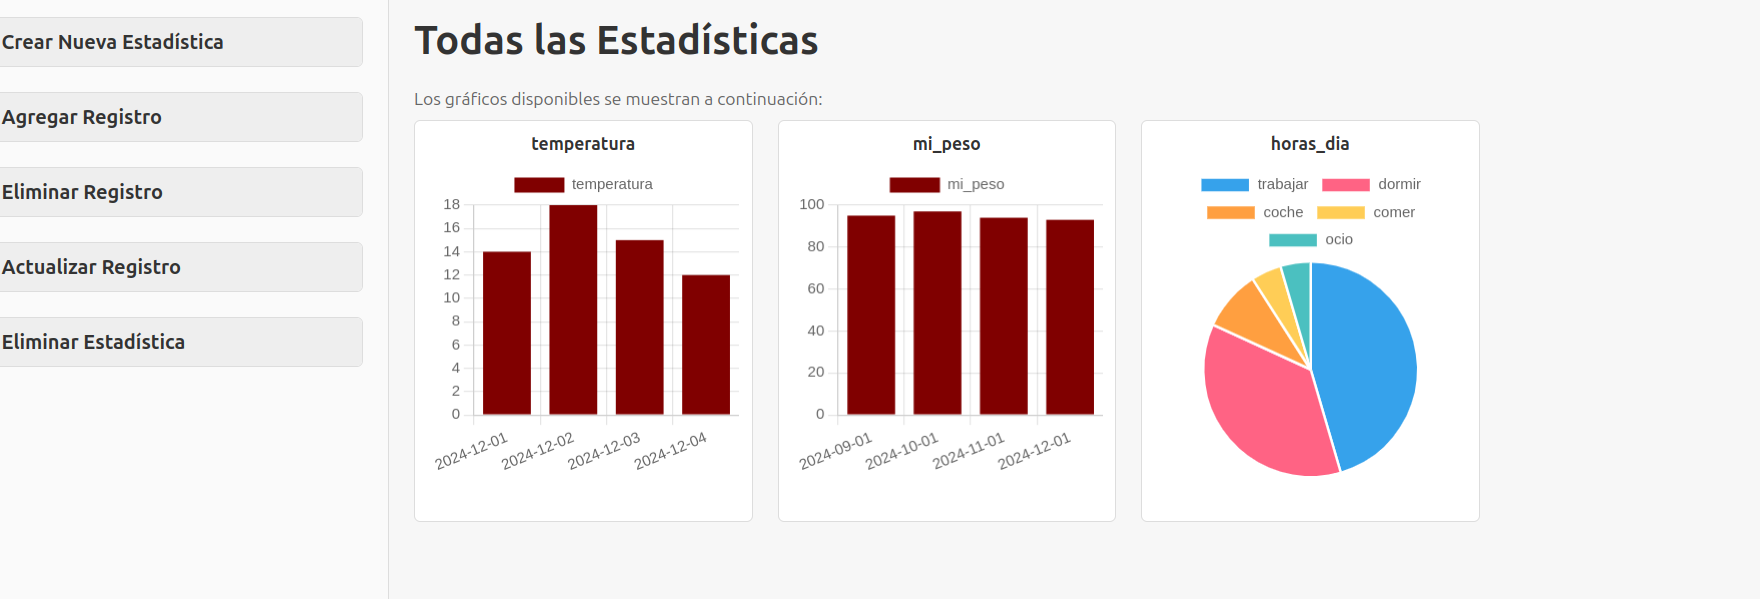 Crear Nueva Estadística
Agregar Registro
Eliminar Registro
Actualizar Registro
Eliminar Estadística
Todas las Estadísticas
Los gráficos disponibles se muestran a continuación:
temperatura
temperatura
18
16
14
12
10
8
6
4
2
0
2024-12-01 2024-12-02 2024-12-03 2024-12-04
mi_peso
mi_peso
100
80
60
40
20
0
2024-09-01 2024-10-01 2024-11-01 2024-12-01
horas_dia
trabajar dormir
coche comer
ocio